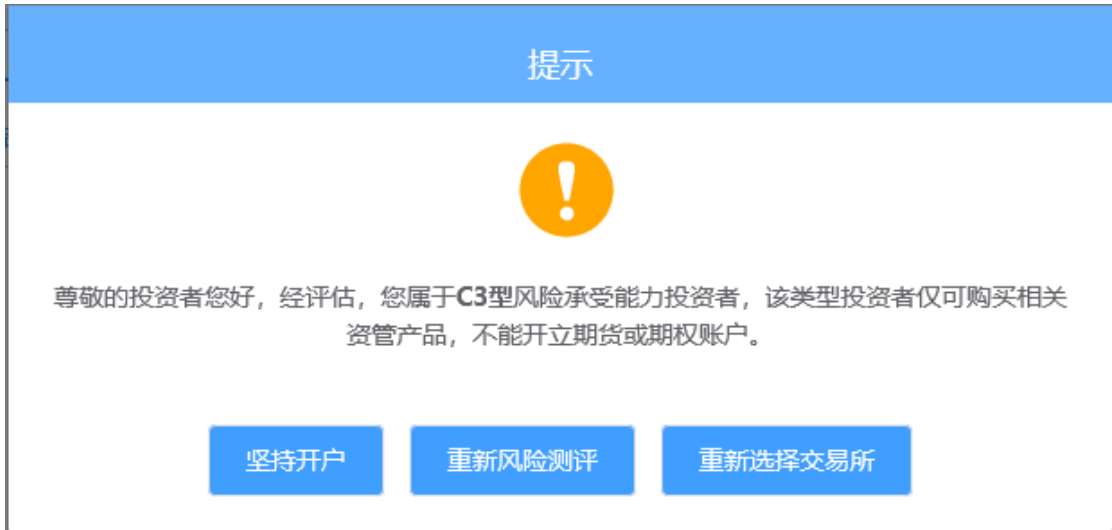 提示
尊敬的投资者您好，经评估，您属于C3型风险承受能力投资者，该类型投资者仅可购买相关
资管产品，不能开立期货或期权账户。
坚持开户
重新风险测评
重新选择交易所